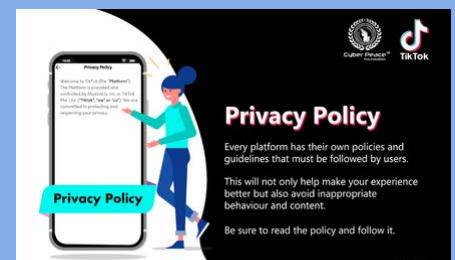 Privacy Policy
Welcome to TikTok (the "Platform").
The Platform is provided and
controlled by Musical.ly Inc or TikTok
Pte. Ltd. ("Tiktok", "we" or "us"). We are
committed to protecting and
respecting your privacy.
Privacy Policy
Cyber Peace™
FOUNDATION
TikTok
Privacy Policy
Every platform has their own policies and
guidelines that must be followed by users.
This will not only help make your experience
better but also avoid inappropriate
behaviour and content.
Be sure to read the policy and follow it.